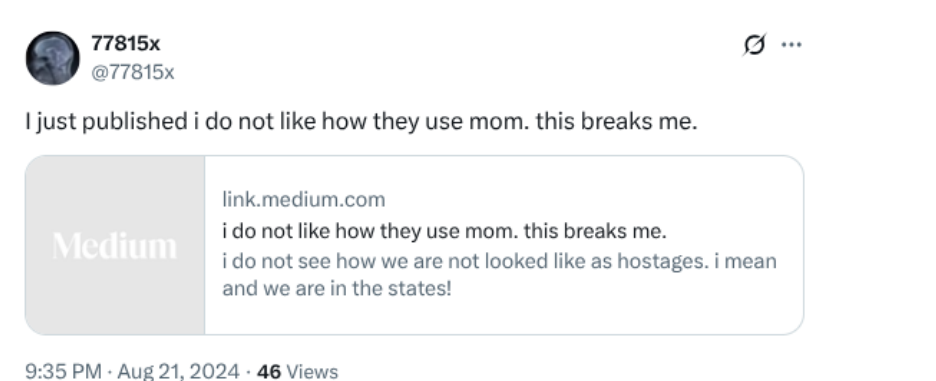 77815x
@77815x
I just published i do not like how they use mom. this breaks me.
Medium
link.medium.com
i do not like how they use mom. this breaks me.
i do not see how we are not looked like as hostages. i mean
and we are in the states!
9:35 PM · Aug 21, 2024 · 46 Views